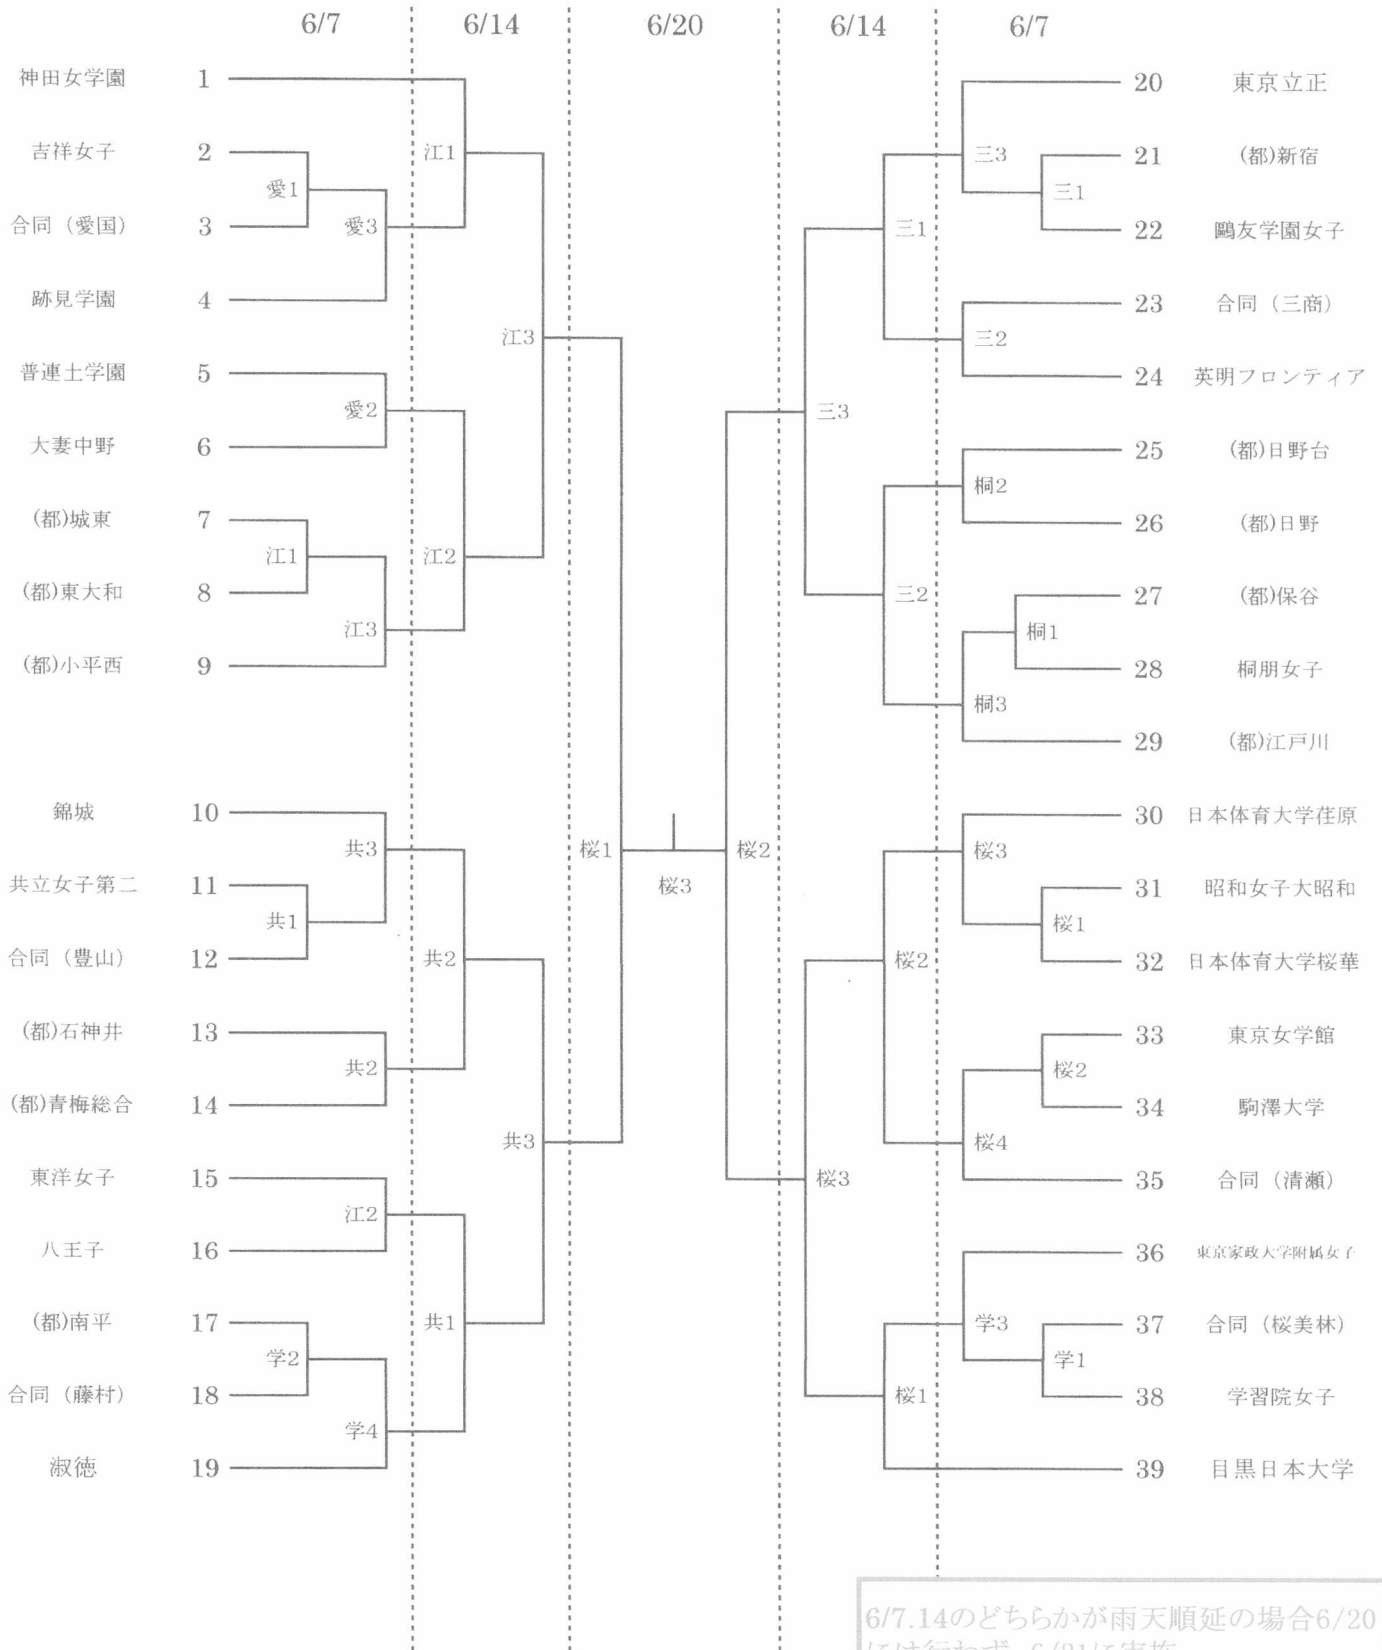 6/7 6/14 6/20 6/14 6/7
神田女学園 1
吉祥女子 2
合同（愛国） 3
跡見学園 4
普連土学園 5
大妻中野 6
(都)城東 7
(都)東大和 8
(都)小平西 9
錦城 10
共立女子第二 11
合同（豊山） 12
(都)石神井 13
(都)青梅総合 14
東洋女子 15
八王子 16
(都)南平 17
合同（藤村） 18
淑徳 19
愛1
江1
共1
学2
愛3
愛2
江3
共3
共2
江2
学4
江1
江2
共2
共1
江3
共3
桜1
桜3
桜2
三3
桜3
三1
三2
桜2
桜1
三3
三2
桐2
桐3
桜3
桜4
学3
三1
桐1
桜1
桜2
学1
20 東京立正
21 (都)新宿
22 鷗友学園女子
23 合同（三商）
24 英明フロンティア
25 (都)日野台
26 (都)日野
27 (都)保谷
28 桐朋女子
29 (都)江戸川
30 日本体育大学荏原
31 昭和女子大昭和
32 日本体育大学桜華
33 東京女学館
34 駒澤大学
35 合同（清瀬）
36 東京家政大学附属女子
37 合同（桜美林）
38 学習院女子
39 目黒日本大学
6/7.14のどちらかが雨天順延の場合6/20